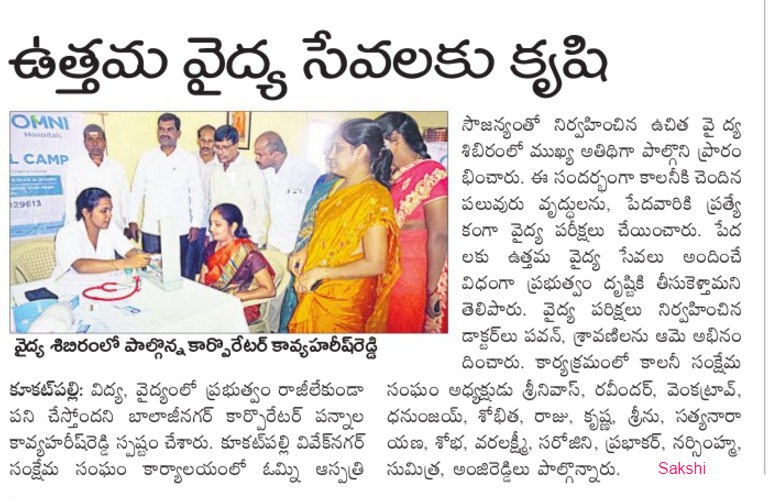 ఉత్తమ వైద్య సేవలకు కృషి
OMNI
Hospitals
L CAMP
929613
వైద్య శిబిరంలో పాల్గొన్న కార్పొరేటర్ కావ్యహరీష్‌రెడ్డి
కూకట్‌పల్లి: విద్య, వైద్యంలో ప్రభుత్వం రాజీలేకుండా
పని చేస్తోందని బాలాజీనగర్ కార్పొరేటర్ పన్నాల
కావ్యహరీష్‌రెడ్డి స్పష్టం చేశారు. కూకట్‌పల్లి వివేక్‌నగర్
సంక్షేమ సంఘం కార్యాలయంలో ఓమ్ని ఆస్పత్రి
సౌజన్యంతో నిర్వహించిన ఉచిత వై ద్య
శిబిరంలో ముఖ్య అతిథిగా పాల్గొని ప్రారం
భించారు. ఈ సందర్భంగా కాలనీకి చెందిన
పలువురు వృద్ధులను, పేదవారికి ప్రత్యే
కంగా వైద్య పరీక్షలు చేయించారు. పేద
లకు ఉత్తమ వైద్య సేవలు అందించే
విధంగా ప్రభుత్వం దృష్టికి తీసుకెళ్తామని
తెలిపారు. వైద్య పరిక్షలు నిర్వహించిన
డాక్టర్‌లు పవన్, శ్రావణిలను ఆమె అభినం
దించారు. కార్యక్రమంలో కాలనీ సంక్షేమ
సంఘం అధ్యక్షుడు శ్రీనివాస్, రవీందర్, వెంకట్రావ్,
ధనుంజయ్, శోభిత, రాజు, కృష్ణ, శ్రీను, సత్యనారా
యణ, శోభ, వరలక్ష్మీ, సరోజిని, ప్రభాకర్, నర్సింహ్మ,
సుమిత్ర, అంజిరెడ్డిలు పాల్గొన్నారు.
Sakshi